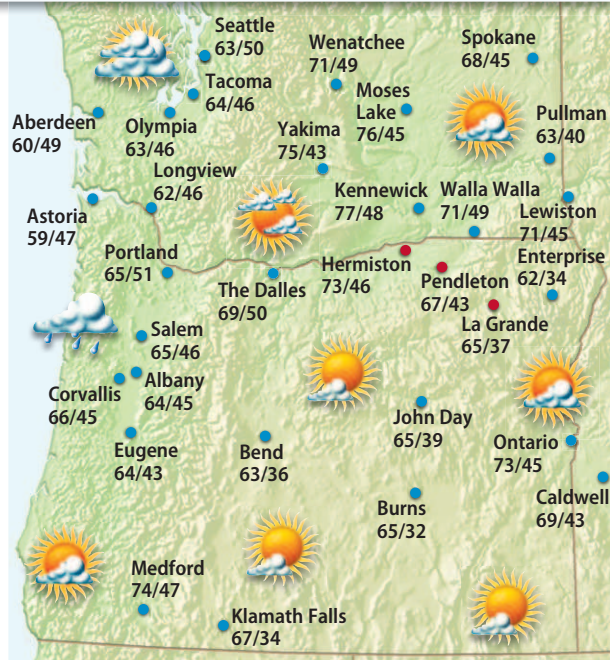 Seattle
63/50
Wenatchee
71/49
Spokane
68/45
Tacoma
64/46
Moses
Lake
76/45
Pullman
63/40
Aberdeen
60/49
Olympia
63/46
Yakima
75/43
Longview
62/46
Kennewick
77/48
Walla Walla
71/49
Lewiston
71/45
Astoria
59/47
Portland
65/51
The Dalles
69/50
Hermiston
73/46
Pendleton
67/43
Enterprise
62/34
La Grande
65/37
Salem
65/46
Corvallis
66/45
Albany
64/45
John Day
65/39
Eugene
64/43
Bend
63/36
Ontario
73/45
Burns
65/32
Caldwell
69/43
Medford
74/47
Klamath Falls
67/34